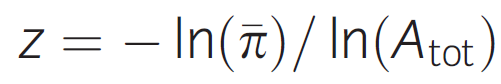 z = − ln(π̄)/ ln(A_tot)